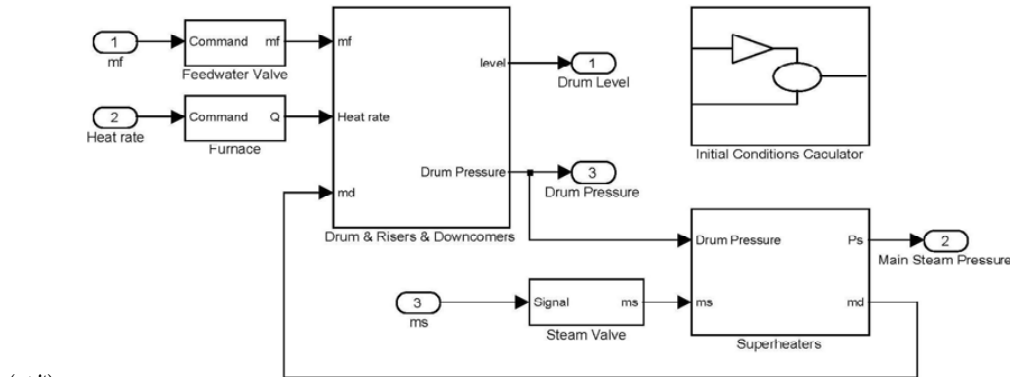 1
mf
Command mf
Feedwater Valve
2
Heat rate
Command Q
Furnace
mf
Heat rate
md
level
Drum Pressure
Drum & Risers & Downcomers
1
Drum Level
3
Drum Pressure
Initial Conditions Caculator
3
ms
Signal ms
Steam Valve
Drum Pressure Ps
ms md
Superheaters
2
Main Steam Pressure